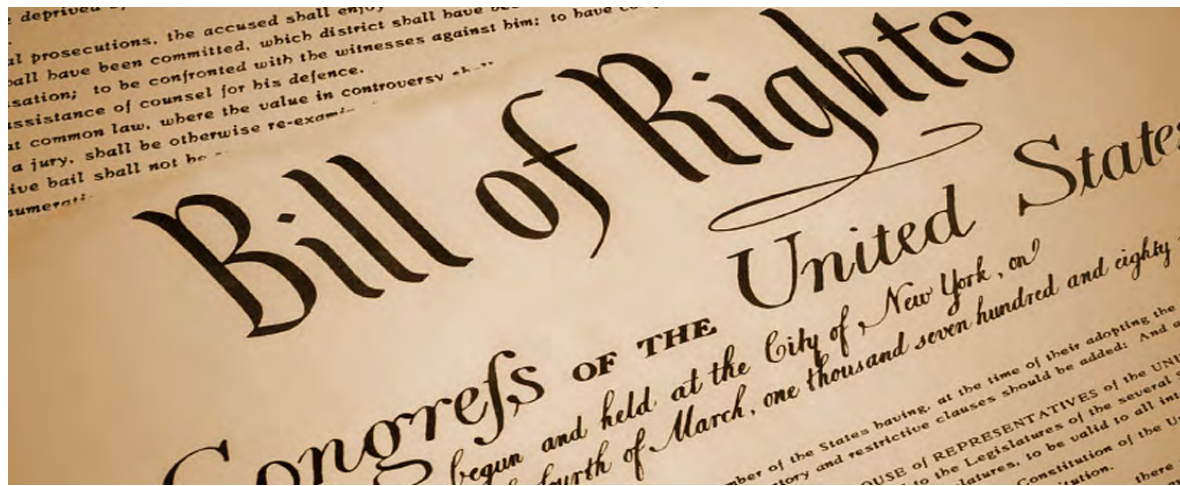 deprived
al prosecutions, the accused shall enjoy
all have been committed, which district shall have
sation; to be confronted with the witnesses against him; to have
assistance of counsel for his defence.
at common law, where the value in controversy
a jury, shall be otherwise re-exami
ive bail shall not be
numerati
Bill of Rights
Congreſs OF THE United States
begun and held at the City of New York, on
fourth of March, one thousand seven hundred and eighty
mber of the States having, at the time of their adopting the
tory and restrictive clauses should be added: And
OUSE of REPRESENTATIVES of the UNI
to the Legislatures of the several
latures, to be valid to all int
Constitution of the
tution.
there